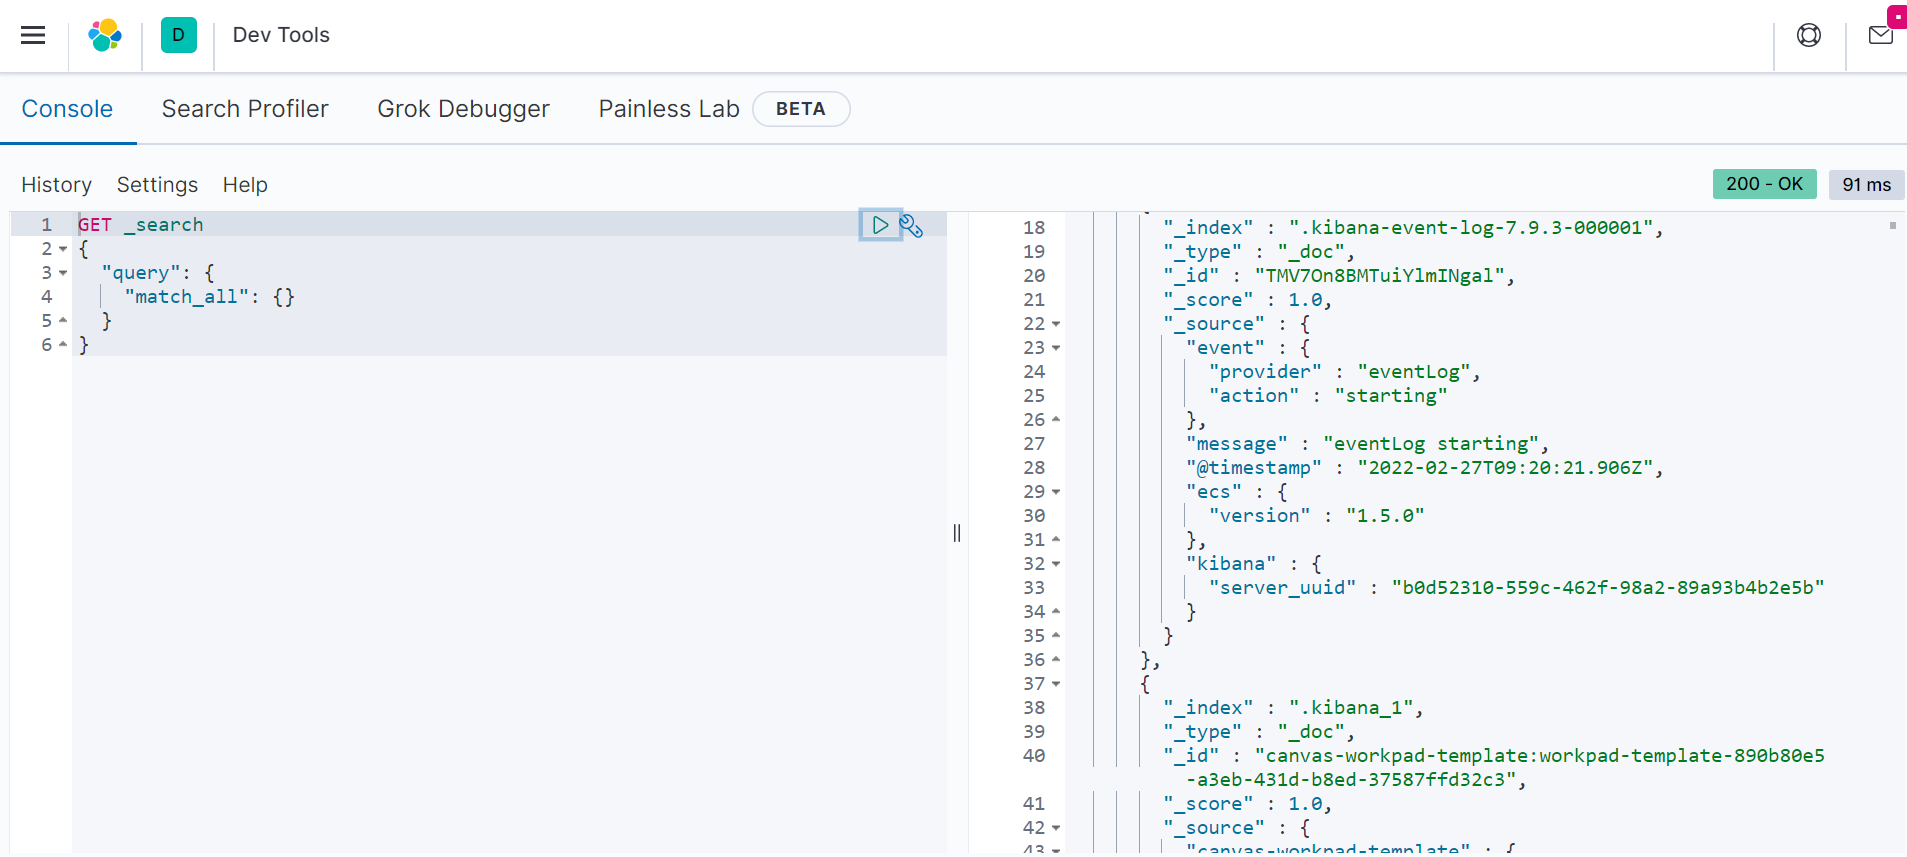 D Dev Tools
Console Search Profiler Grok Debugger Painless Lab BETA
History Settings Help 200 - OK 91 ms
1 GET _search
2 {
3 "query": {
4 "match_all": {}
5 }
6 }
18 "_index" : ".kibana-event-log-7.9.3-000001",
19 "_type" : "_doc",
20 "_id" : "TMV7On8BMTuiYlmINgal",
21 "_score" : 1.0,
22 "_source" : {
23 "event" : {
24 "provider" : "eventLog",
25 "action" : "starting"
26 },
27 "message" : "eventLog starting",
28 "@timestamp" : "2022-02-27T09:20:21.906Z",
29 "ecs" : {
30 "version" : "1.5.0"
31 },
32 "kibana" : {
33 "server_uuid" : "b0d52310-559c-462f-98a2-89a93b4b2e5b"
34 }
35 }
36 },
37 {
38 "_index" : ".kibana_1",
39 "_type" : "_doc",
40 "_id" : "canvas-workpad-template:workpad-template-890b80e5
-a3eb-431d-b8ed-37587ffd32c3",
41 "_score" : 1.0,
42 "_source" : {
43 "canvas-workpad-template" : {